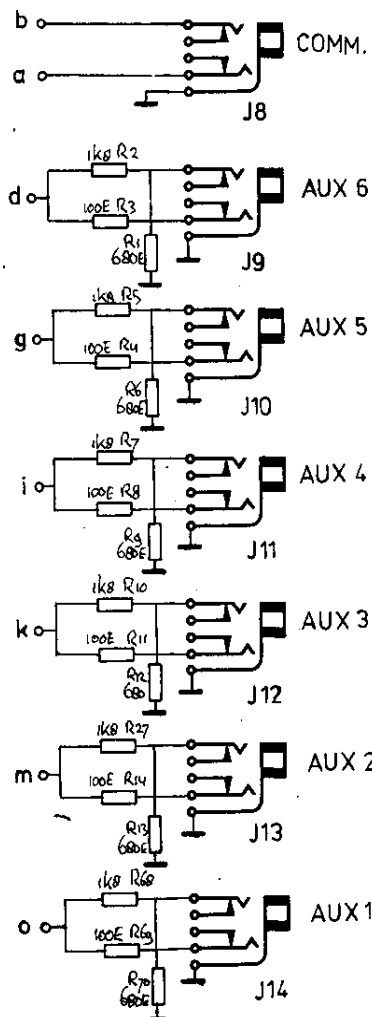 b
COMM.
a
J8
1k8 R2
AUX 6
d
100E R3
R1
680E
J9
1k8 R5
AUX 5
g
100E R4
R6
680E
J10
1k8 R7
AUX 4
i
100E R8
R9
680E
J11
1k8 R10
AUX 3
k
100E R11
R12
680
J12
1k8 R27
AUX 2
m
100E R14
R13
680E
J13
1k8 R68
AUX 1
o
100E R69
R70
680E
J14